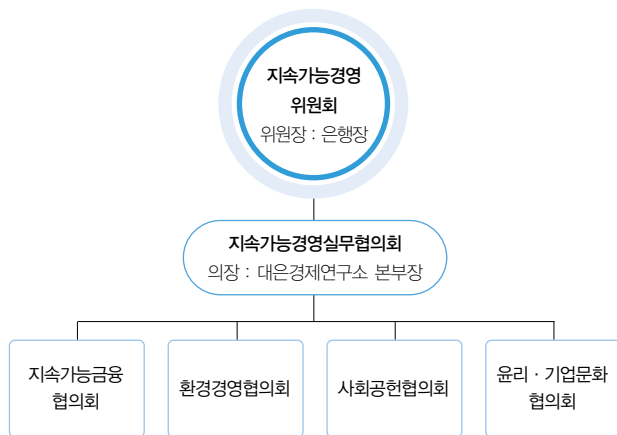 지속가능경영
위원회
위원장 : 은행장
지속가능경영실무협의회
의장 : 대은경제연구소 본부장
지속가능금융
협의회
환경경영협의회
사회공헌협의회
윤리 · 기업문화
협의회